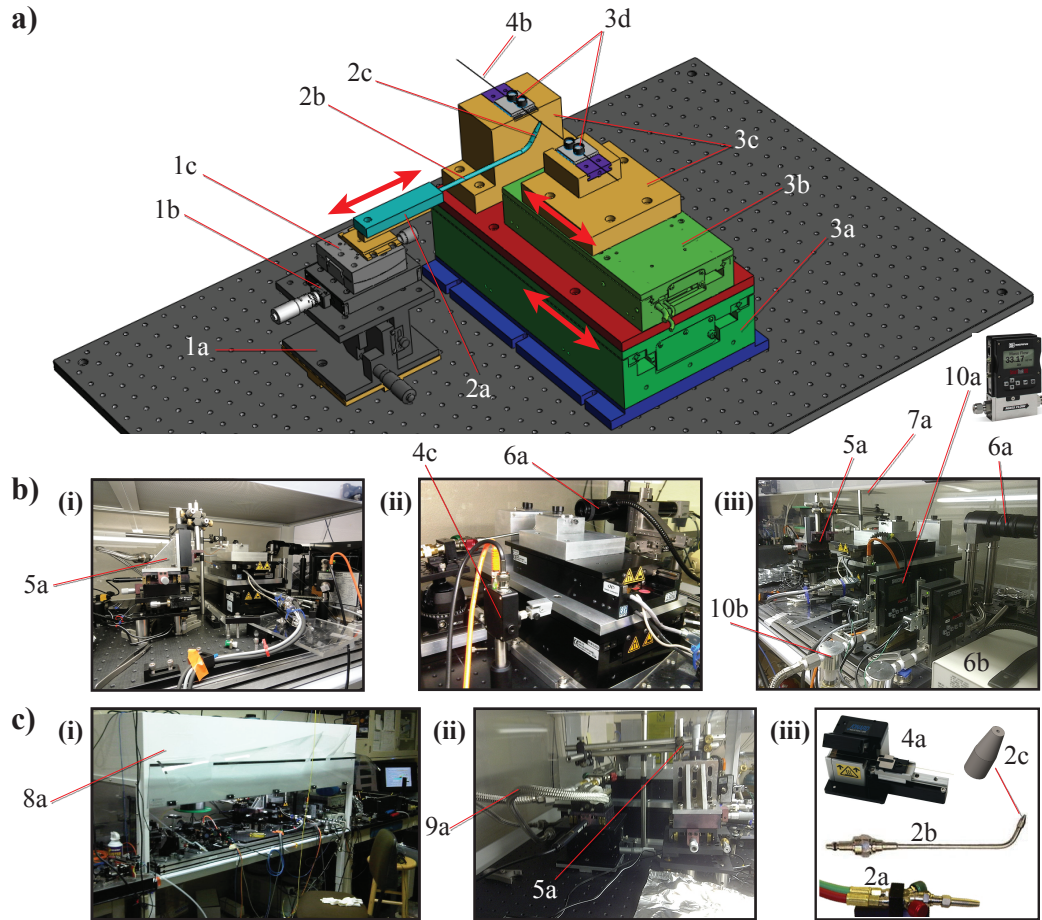 a)
4b
3d
2c
2b
3c
1c
3b
1b
3a
1a
2a
10a
7a
4c
6a
5a
6a
b)
(i)
(ii)
(iii)
5a
10b
6b
c)
(i)
(ii)
(iii)
4a
2c
8a
9a
2b
5a
2a